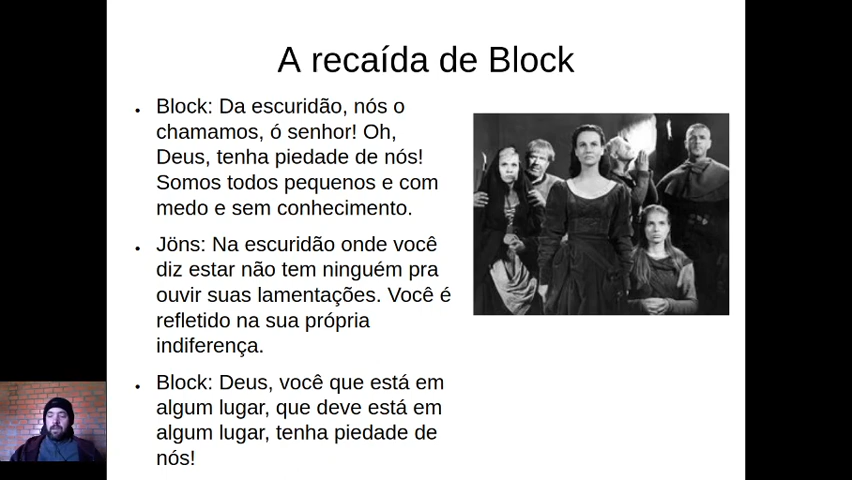 A recaída de Block
Block: Da escuridão, nós o
chamamos, ó senhor! Oh,
Deus, tenha piedade de nós!
Somos todos pequenos e com
medo e sem conhecimento.
Jöns: Na escuridão onde você
diz estar não tem ninguém pra
ouvir suas lamentações. Você é
refletido na sua própria
indiferença.
Block: Deus, você que está em
algum lugar, que deve está em
algum lugar, tenha piedade de
nós!